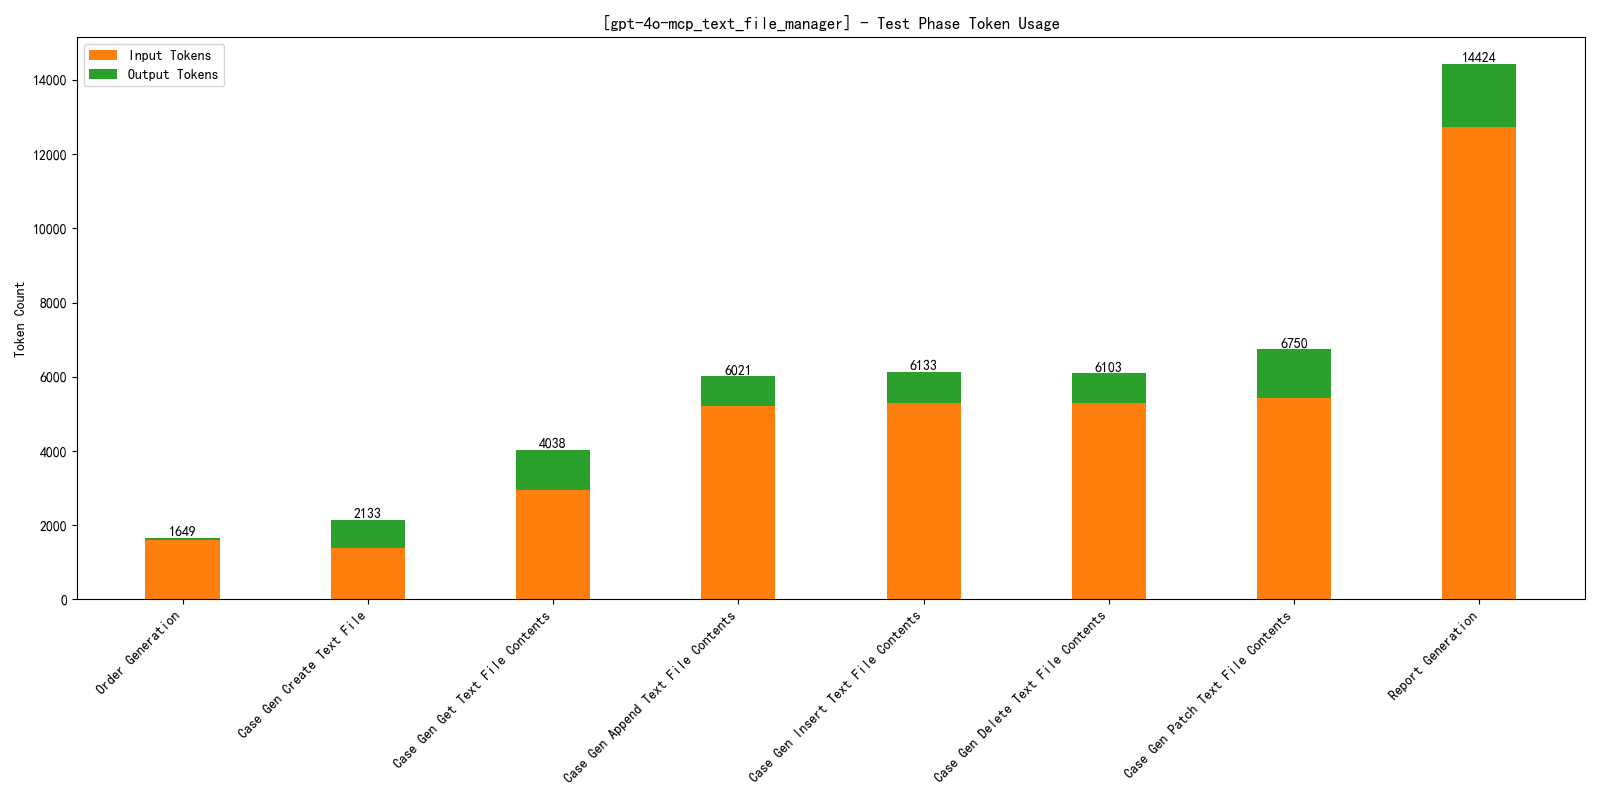 [gpt-4o-mcp_text_file_manager] - Test Phase Token Usage
Input Tokens
Output Tokens
Token Count
14000
12000
10000
8000
6000
4000
2000
0
1649
2133
4038
6021
6133
6103
6750
14424
Order Generation
Case Gen Create Text File
Case Gen Get Text File Contents
Case Gen Append Text File Contents
Case Gen Insert Text File Contents
Case Gen Delete Text File Contents
Case Gen Patch Text File Contents
Report Generation